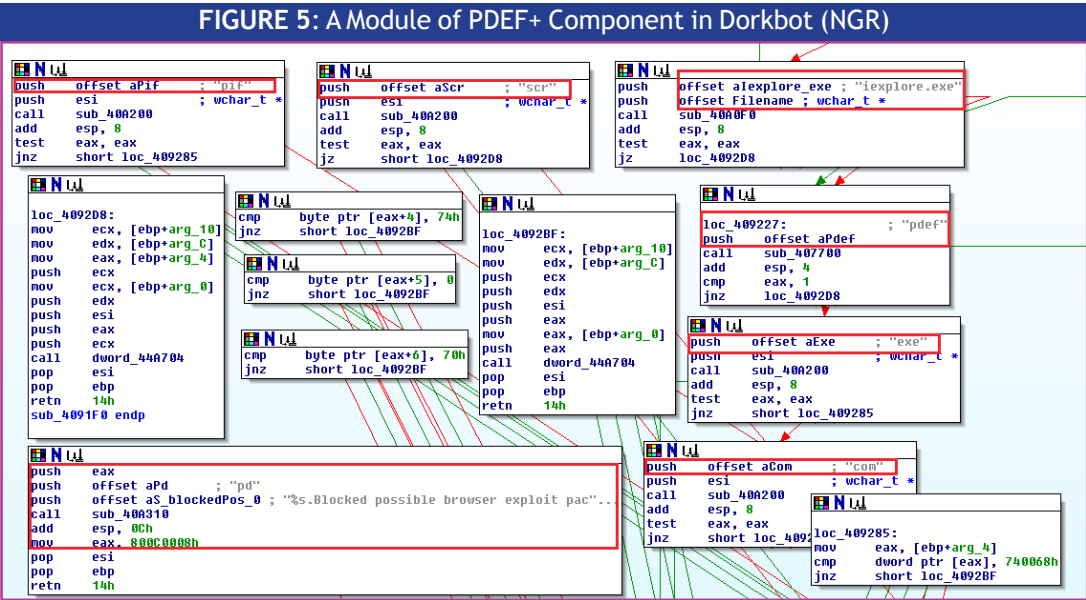 FIGURE 5: A Module of PDEF+ Component in Dorkbot (NGR)
push offset aPif ; "pif"
push esi ; wchar_t *
call sub_40A200
add esp, 8
test eax, eax
jnz short loc_409285
push offset aScr ; "scr"
push esi ; wchar_t *
call sub_40A200
add esp, 8
test eax, eax
jz short loc_4092D8
push offset aIexplore_exe ; "iexplore.exe"
push offset Filename ; wchar_t *
call sub_40A0F0
add esp, 8
test eax, eax
jz loc_4092D8
loc_4092D8:
mov ecx, [ebp+arg_10]
mov edx, [ebp+arg_C]
mov eax, [ebp+arg_4]
push ecx
mov ecx, [ebp+arg_0]
push edx
push esi
push eax
push ecx
call dword_44A704
pop esi
pop ebp
retn 14h
sub_4091F0 endp
cmp byte ptr [eax+4], 74h
jnz short loc_4092BF
cmp byte ptr [eax+5], 0
jnz short loc_4092BF
cmp byte ptr [eax+6], 70h
jnz short loc_4092BF
loc_4092BF:
mov ecx, [ebp+arg_10]
mov edx, [ebp+arg_C]
push ecx
push edx
push esi
push eax
mov eax, [ebp+arg_0]
push eax
call dword_44A704
pop esi
pop ebp
retn 14h
loc_409227: ; "pdef"
push offset aPdef
call sub_407700
add esp, 4
cmp eax, 1
jnz loc_4092D8
push offset aExe ; "exe"
push esi ; wchar_t *
call sub_40A200
add esp, 8
test eax, eax
jnz short loc_409285
push eax
push offset aPd ; "pd"
push offset aS_blockedPos_0 ; "%s.Blocked possible browser exploit pac"...
call sub_40A310
add esp, 0Ch
mov eax, 800C0008h
pop esi
pop ebp
retn 14h
push offset aCom ; "com"
push esi ; wchar_t *
call sub_40A200
add esp, 8
test eax, eax
jnz short loc_4092
loc_409285:
mov eax, [ebp+arg_4]
cmp dword ptr [eax], 740068h
jnz short loc_4092BF